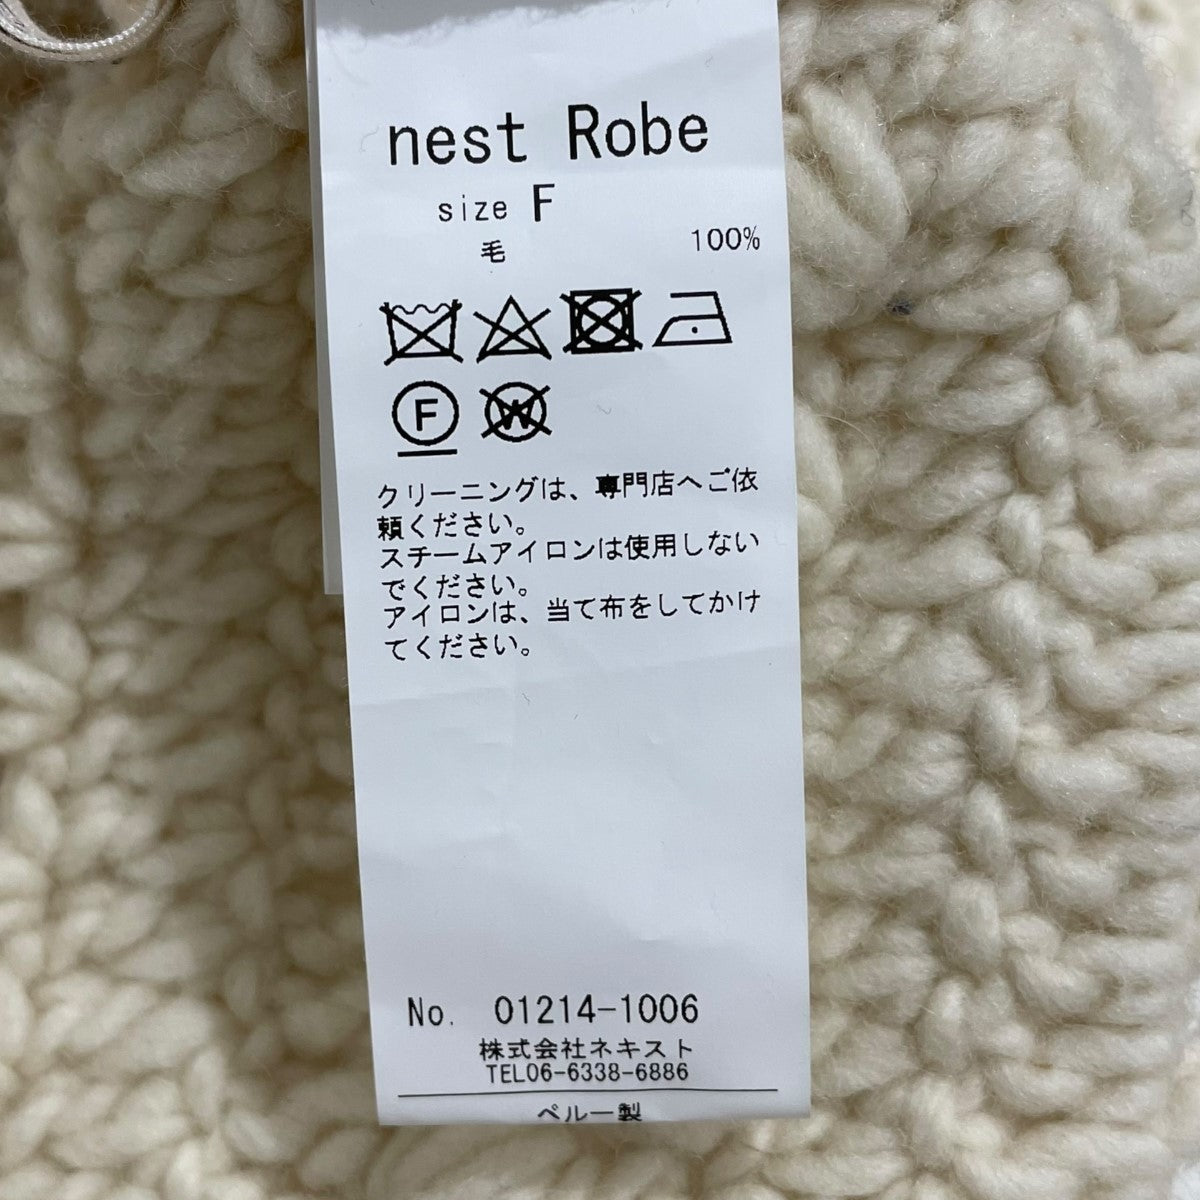 nest Robe
size F
毛 100%
F
W
クリーニングは、専門店へご依
頼ください。
スチームアイロンは使用しない
でください。
アイロンは、当て布をしてかけ
てください。
No. 01214-1006
株式会社ネキスト
TEL06-6338-6886
ペルー製